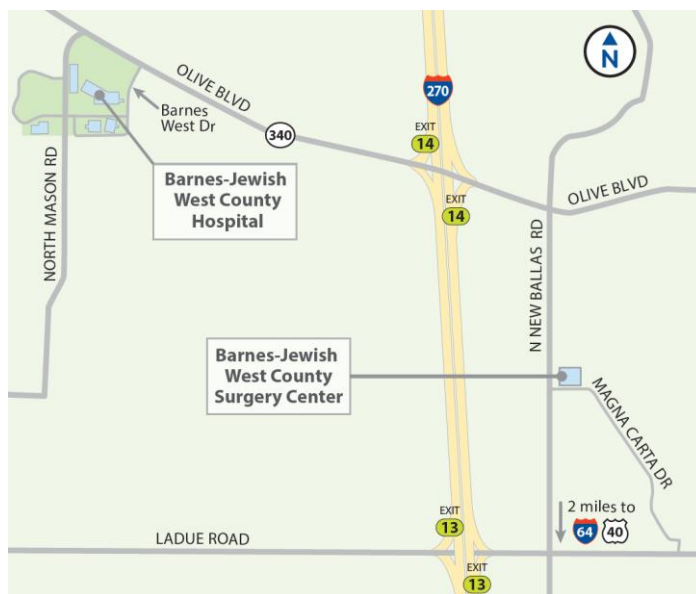 N
OLIVE BLVD
270
Barnes
West Dr
340
EXIT
14
Barnes-Jewish
West County
Hospital
NORTH MASON RD
EXIT
14
OLIVE BLVD
N NEW BALLAS RD
Barnes-Jewish
West County
Surgery Center
MAGNA CARTA DR
2 miles to
64 40
EXIT
13
LADUE ROAD
EXIT
13